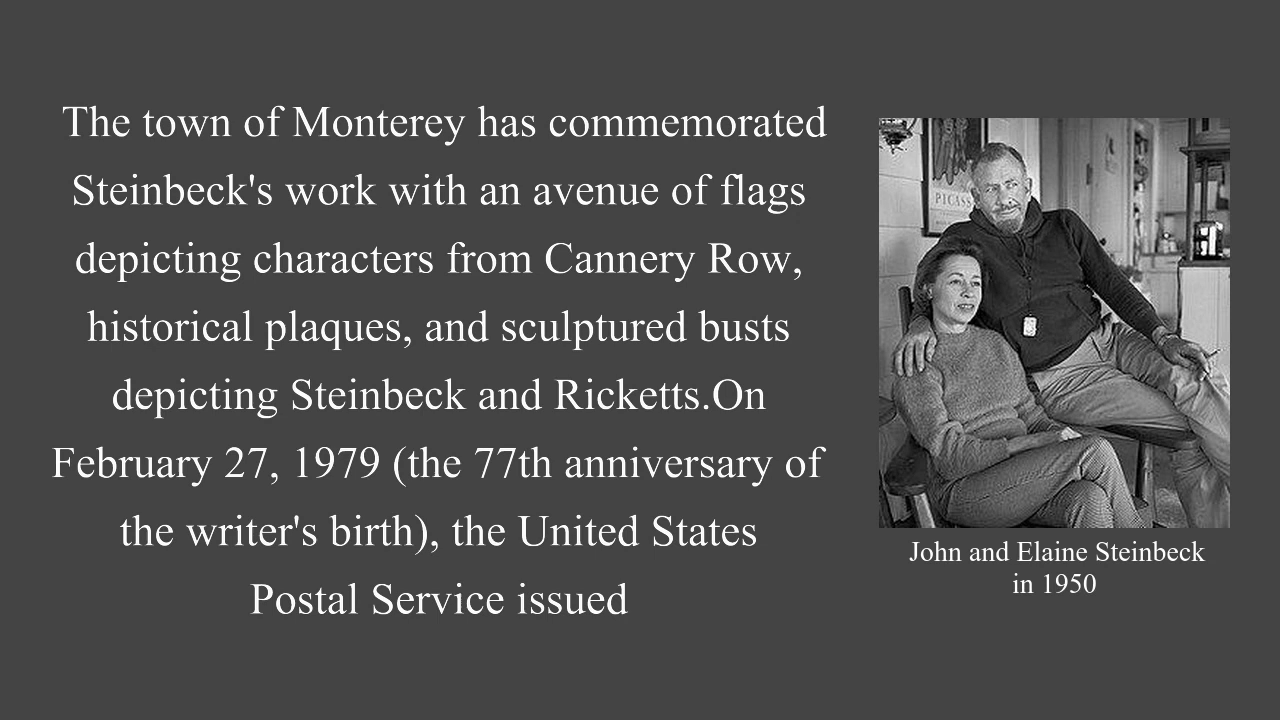 The town of Monterey has commemorated
Steinbeck's work with an avenue of flags
depicting characters from Cannery Row,
historical plaques, and sculptured busts
depicting Steinbeck and Ricketts.On
February 27, 1979 (the 77th anniversary of
the writer's birth), the United States
Postal Service issued
PICASS
John and Elaine Steinbeck
in 1950